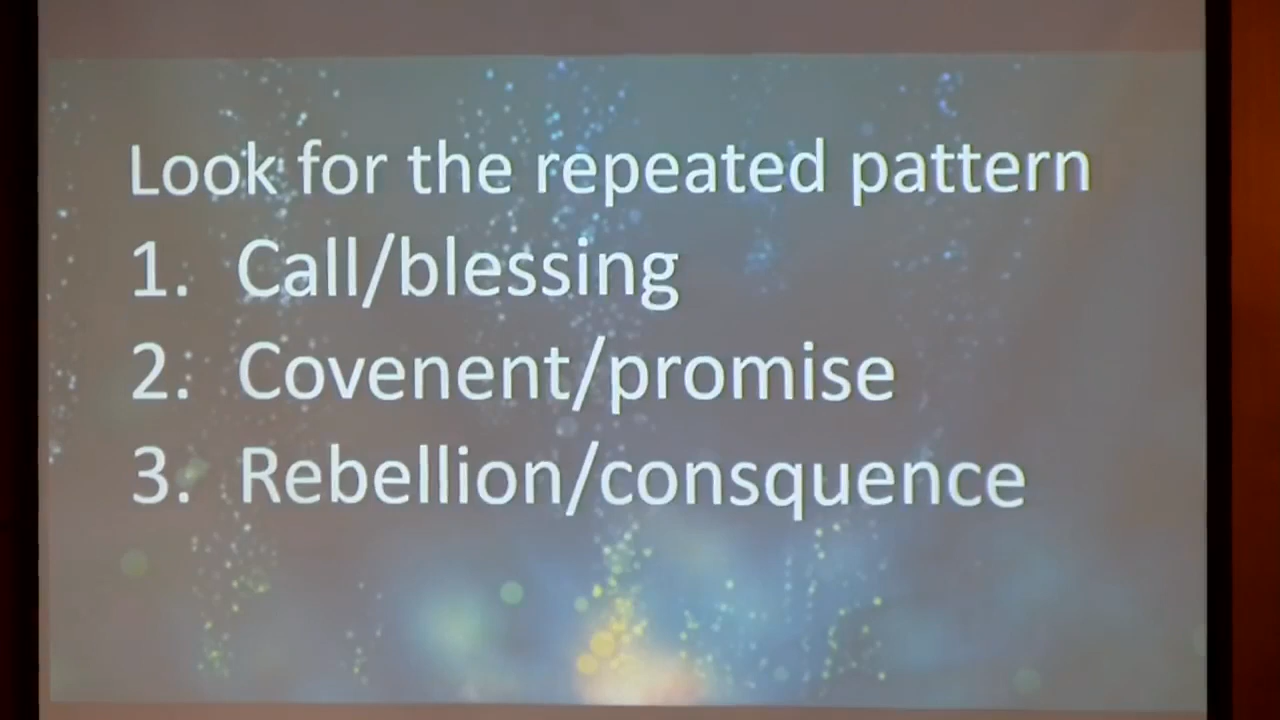 Look for the repeated pattern
1. Call/blessing
2. Covenent/promise
3. Rebellion/consquence